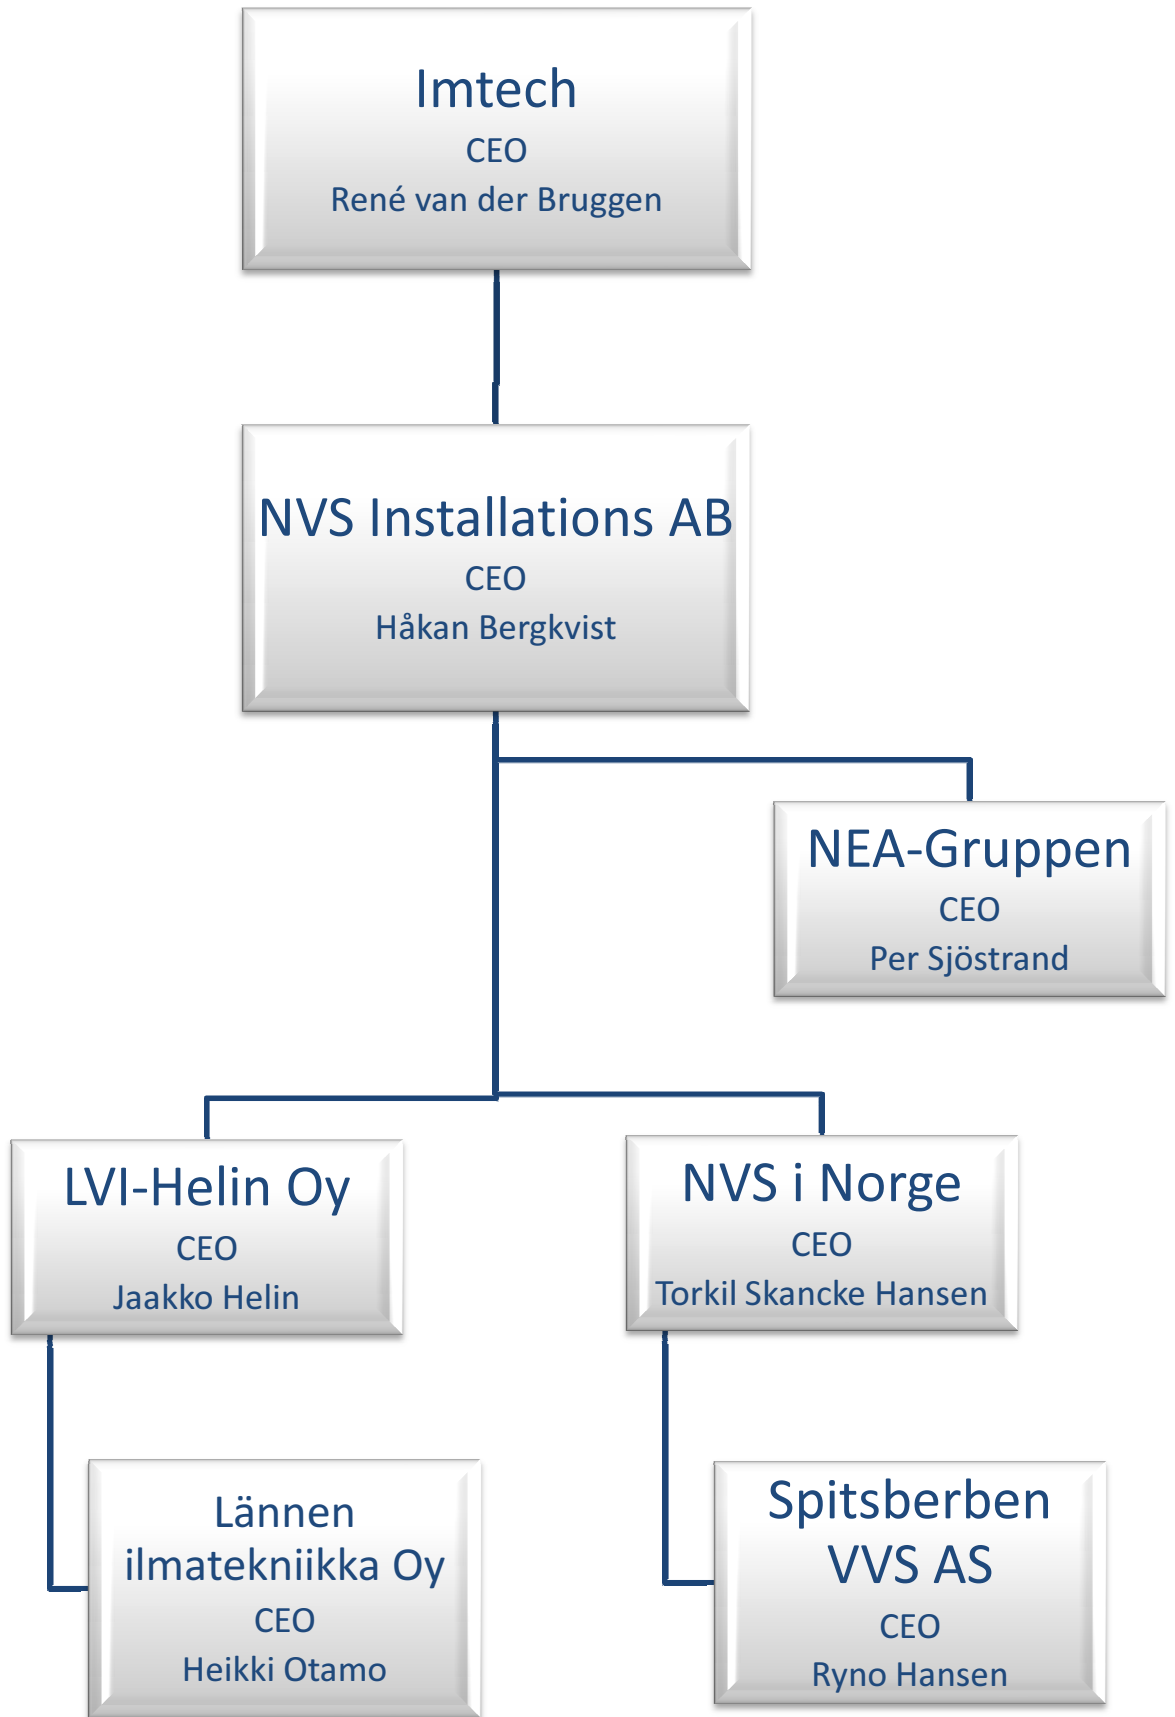 Imtech
CEO
René van der Bruggen
NVS Installations AB
CEO
Håkan Bergkvist
NEA-Gruppen
CEO
Per Sjöstrand
LVI-Helin Oy
CEO
Jaakko Helin
NVS i Norge
CEO
Torkil Skancke Hansen
Lännen
ilmatekniikka Oy
CEO
Heikki Otamo
Spitsberben
VVS AS
CEO
Ryno Hansen